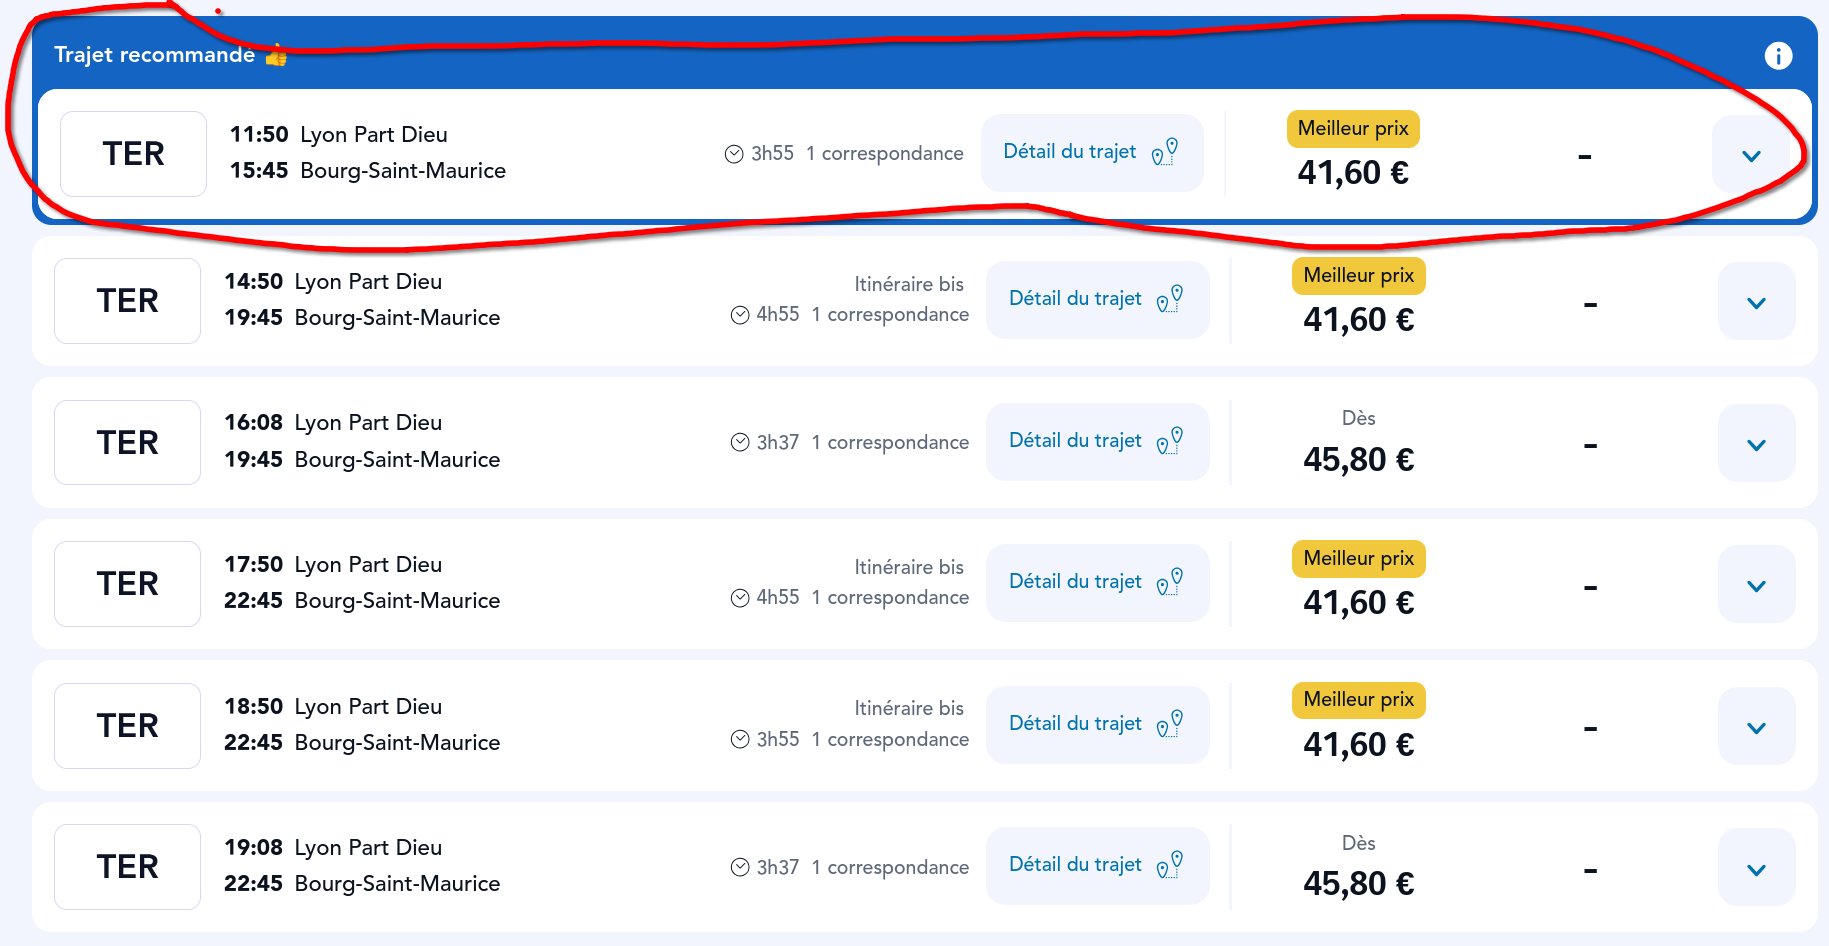 Trajet recommandé 👍
TER
11:50 Lyon Part Dieu
15:45 Bourg-Saint-Maurice
3h55 1 correspondance
Détail du trajet
Meilleur prix
41,60 €
-
TER
14:50 Lyon Part Dieu
19:45 Bourg-Saint-Maurice
Itinéraire bis
4h55 1 correspondance
Détail du trajet
Meilleur prix
41,60 €
-
TER
16:08 Lyon Part Dieu
19:45 Bourg-Saint-Maurice
3h37 1 correspondance
Détail du trajet
Dès
45,80 €
-
TER
17:50 Lyon Part Dieu
22:45 Bourg-Saint-Maurice
Itinéraire bis
4h55 1 correspondance
Détail du trajet
Meilleur prix
41,60 €
-
TER
18:50 Lyon Part Dieu
22:45 Bourg-Saint-Maurice
Itinéraire bis
3h55 1 correspondance
Détail du trajet
Meilleur prix
41,60 €
-
TER
19:08 Lyon Part Dieu
22:45 Bourg-Saint-Maurice
3h37 1 correspondance
Détail du trajet
Dès
45,80 €
-